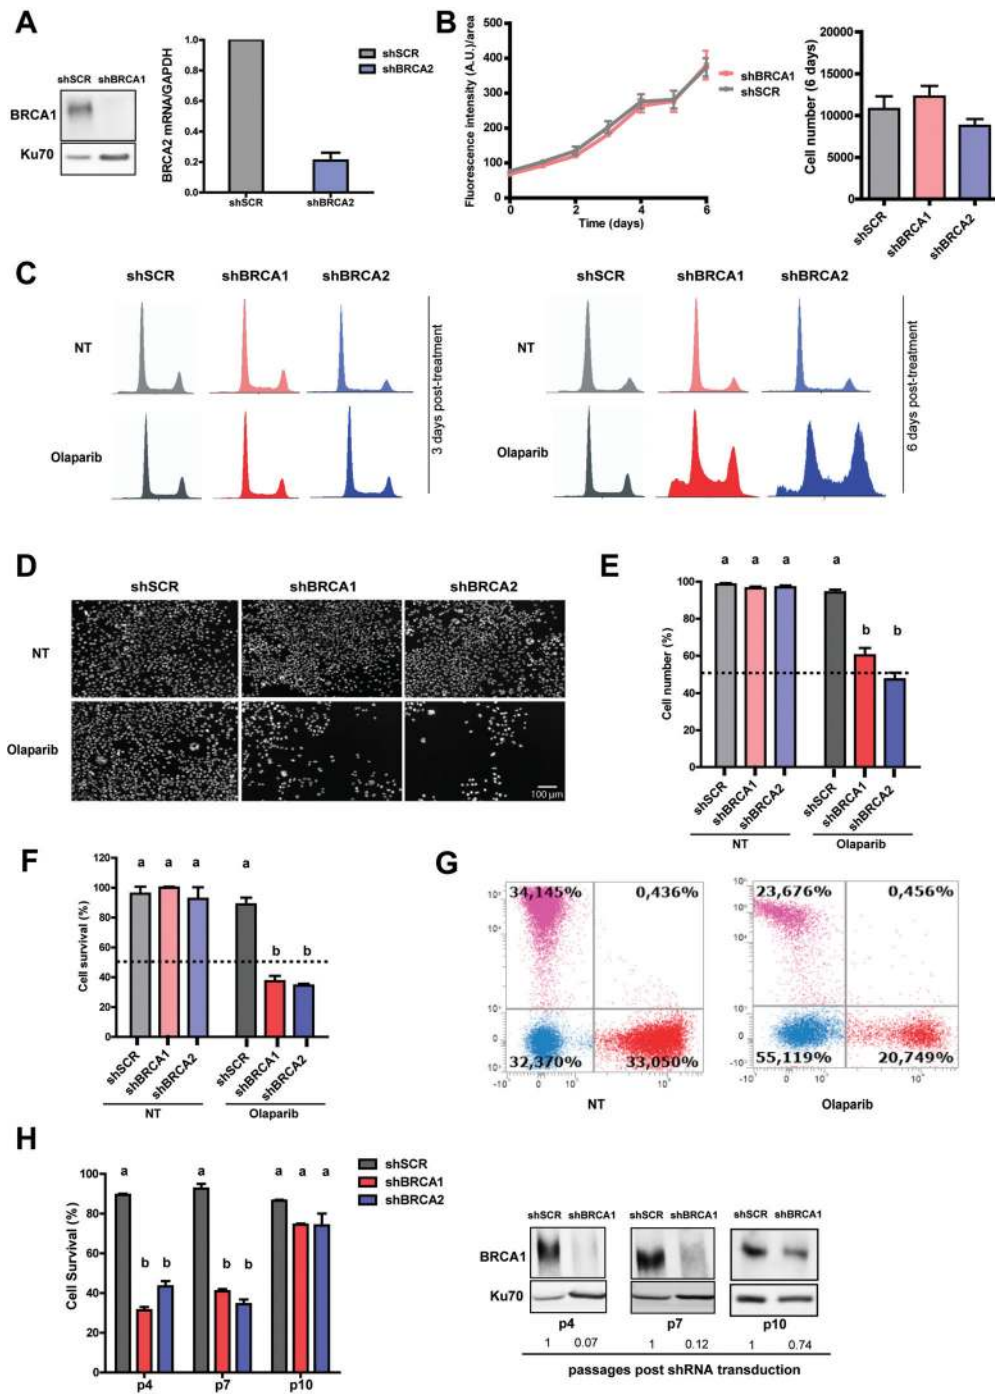 A
shSCR shBRCA1
BRCA1
Ku70
BRCA2 mRNA/GAPDH
1.0
0.8
0.6
0.4
0.2
0.0
shSCR
shBRCA2
shSCR
shBRCA2
B
Fluorescence intensity (A.U.)/area
500
400
300
200
100
0
0 2 4 6
Time (days)
shBRCA1
shSCR
Cell number (6 days)
20000
15000
10000
5000
0
shSCR
shBRCA1
shBRCA2
C
shSCR shBRCA1 shBRCA2
NT
Olaparib
3 days post-treatment
shSCR shBRCA1 shBRCA2
NT
Olaparib
6 days post-treatment
D
shSCR shBRCA1 shBRCA2
NT
Olaparib
100 µm
E
Cell number (%)
100
80
60
40
20
0
a a a a
b b
shSCR
shBRCA1
shBRCA2
shSCR
shBRCA1
shBRCA2
NT Olaparib
F
Cell survival (%)
120
100
80
60
40
20
0
a a a a
b b
shSCR
shBRCA1
shBRCA2
shSCR
shBRCA1
shBRCA2
NT Olaparib
G
34,145% 0,436%
32,370% 33,050%
NT
23,676% 0,456%
55,119% 20,749%
Olaparib
H
Cell Survival (%)
100
80
60
40
20
0
a a a a a
b b b b
p4 p7 p10
shSCR
shBRCA1
shBRCA2
shSCR shBRCA1 shSCR shBRCA1 shSCR shBRCA1
BRCA1
Ku70
p4 p7 p10
1 0.07 1 0.12 1 0.74
passages post shRNA transduction